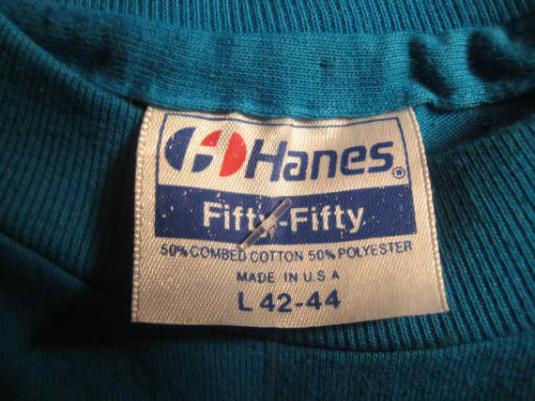 Hanes®
Fifty-Fifty
50% COMBED COTTON 50% POLYESTER
MADE IN U.S A
L 42-44